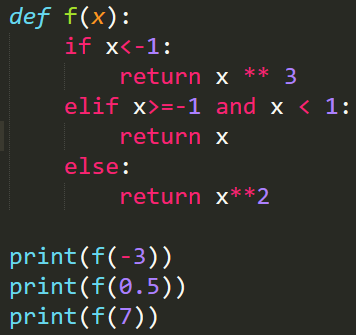 def f(x):
    if x<-1:
        return x ** 3
    elif x>=-1 and x < 1:
        return x
    else:
        return x**2

print(f(-3))
print(f(0.5))
print(f(7))